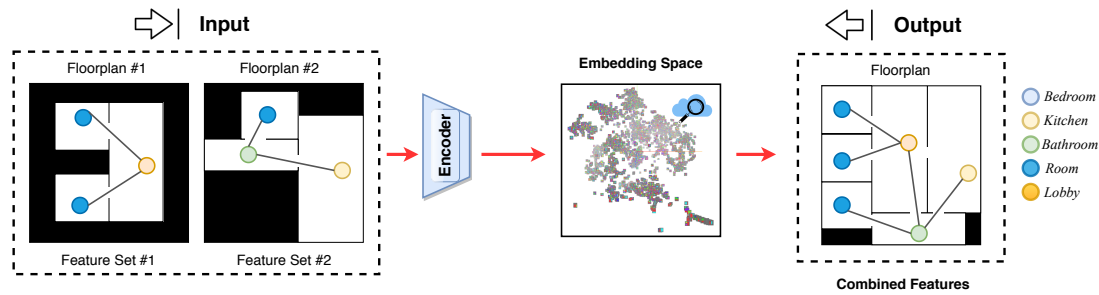 Input
Floorplan #1
Floorplan #2
Feature Set #1
Feature Set #2
Encoder
Embedding Space
Output
Floorplan
Combined Features
Bedroom
Kitchen
Bathroom
Room
Lobby